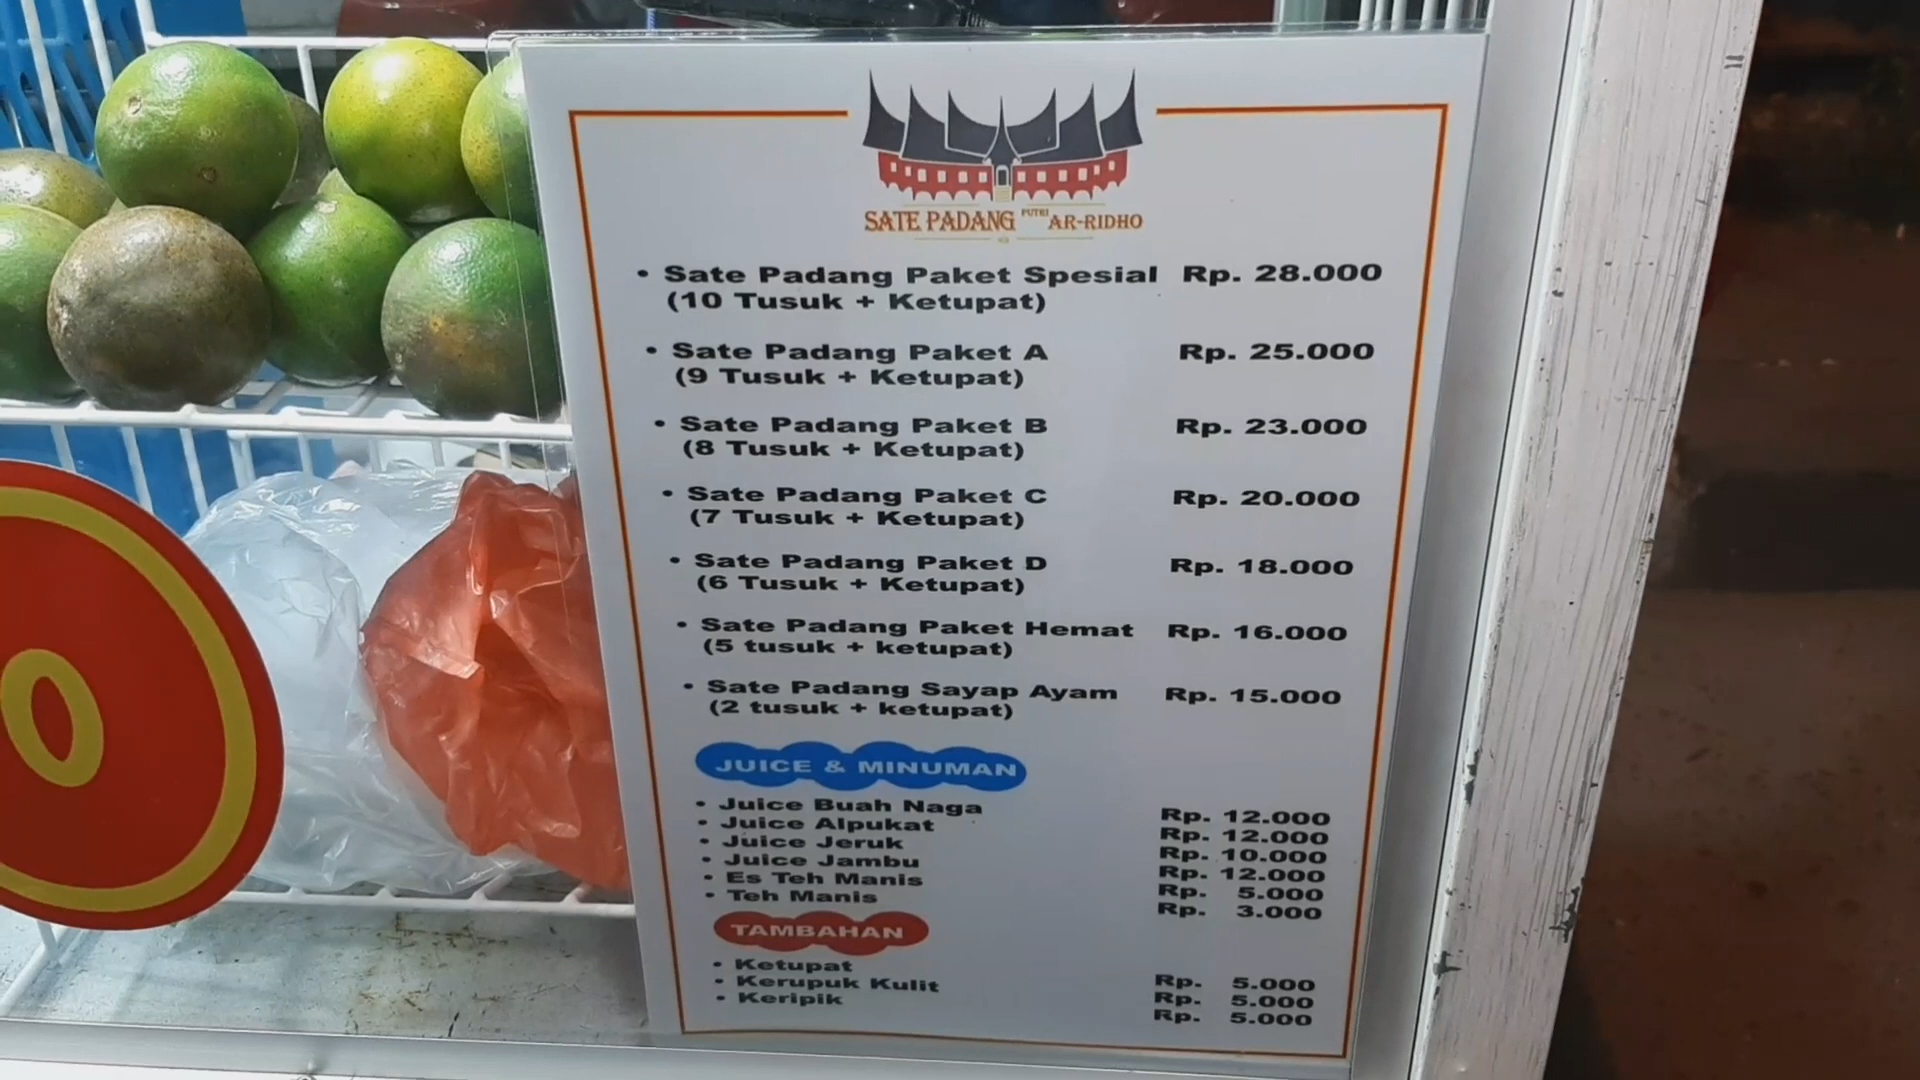 SATE PADANG PUTRI AR-RIDHO
• Sate Padang Paket Spesial Rp. 28.000
(10 Tusuk + Ketupat)
• Sate Padang Paket A Rp. 25.000
(9 Tusuk + Ketupat)
• Sate Padang Paket B Rp. 23.000
(8 Tusuk + Ketupat)
• Sate Padang Paket C Rp. 20.000
(7 Tusuk + Ketupat)
• Sate Padang Paket D Rp. 18.000
(6 Tusuk + Ketupat)
• Sate Padang Paket Hemat Rp. 16.000
(5 tusuk + ketupat)
• Sate Padang Sayap Ayam Rp. 15.000
(2 tusuk + ketupat)
JUICE & MINUMAN
• Juice Buah Naga Rp. 12.000
• Juice Alpukat Rp. 12.000
• Juice Jeruk Rp. 10.000
• Juice Jambu Rp. 12.000
• Es Teh Manis Rp. 5.000
• Teh Manis Rp. 3.000
TAMBAHAN
• Ketupat Rp. 5.000
• Kerupuk Kulit Rp. 5.000
• Keripik Rp. 5.000
O